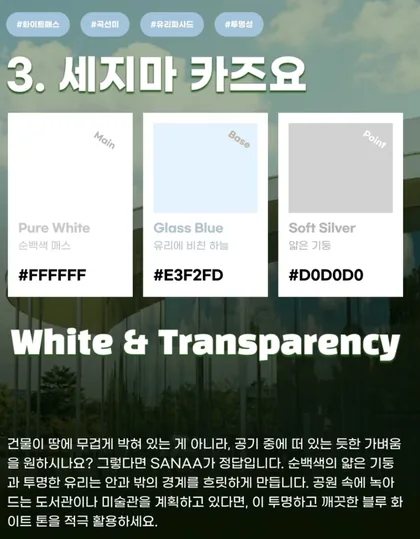 #화이트매스 #곡선미 #유리파사드 #투명성
3. 세지마 카즈요
Main Base Point
Pure White Glass Blue Soft Silver
순백색 매스 유리에 비친 하늘 얇은 기둥
#FFFFFF #E3F2FD #D0D0D0
White & Transparency
건물이 땅에 무겁게 박혀 있는 게 아니라, 공기 중에 떠 있는 듯한 가벼움
을 원하시나요? 그렇다면 SANAA가 정답입니다. 순백색의 얇은 기둥
과 투명한 유리는 안과 밖의 경계를 흐릿하게 만듭니다. 공원 속에 녹아
드는 도서관이나 미술관을 계획하고 있다면, 이 투명하고 깨끗한 블루 화
이트 톤을 적극 활용하세요.